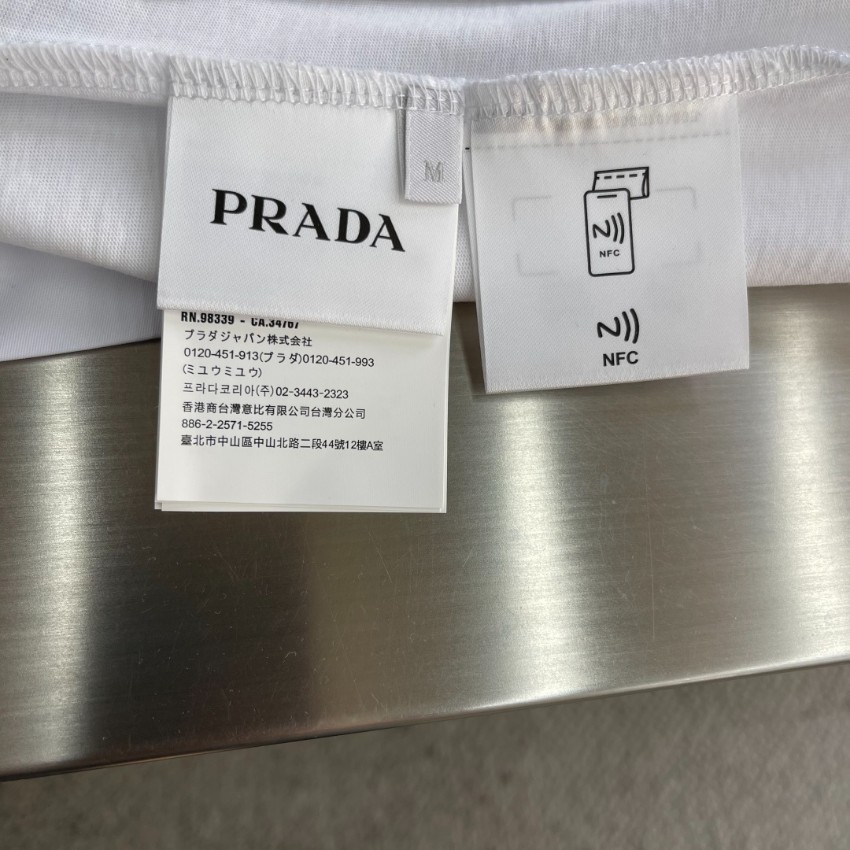 PRADA
M
RN.98339 - CA.34767
プラダジャパン株式会社
0120-451-913(プラダ)0120-451-993
(ミユウミユウ)
프라다코리아(주)02-3443-2323
香港商台灣意比有限公司台灣分公司
886-2-2571-5255
臺北市中山區中山北路二段44號12樓A室
NFC
NFC